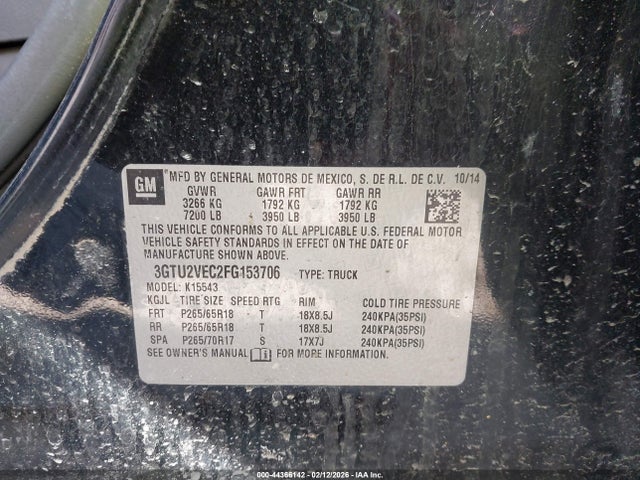 GM
MFD BY GENERAL MOTORS DE MEXICO, S. DE R.L. DE C.V. 10/14
GVWR GAWR FRT GAWR RR
3266 KG 1792 KG 1792 KG
7200 LB 3950 LB 3950 LB
THIS VEHICLE CONFORMS TO ALL APPLICABLE U.S. FEDERAL MOTOR
VEHICLE SAFETY STANDARDS IN EFFECT ON THE DATE OF
MANUFACTURE SHOWN ABOVE.
3GTU2VEC2FG153706 TYPE: TRUCK
MODEL: K15543
KGJL TIRE SIZE SPEED RTG RIM COLD TIRE PRESSURE
FRT P265/65R18 T 18X8.5J 240KPA(35PSI)
RR P265/65R18 T 18X8.5J 240KPA(35PSI)
SPA P265/70R17 S 17X7J 240KPA(35PSI)
SEE OWNER'S MANUAL FOR MORE INFORMATION.
000-44366142 - 02/12/2026 - IAA Inc.